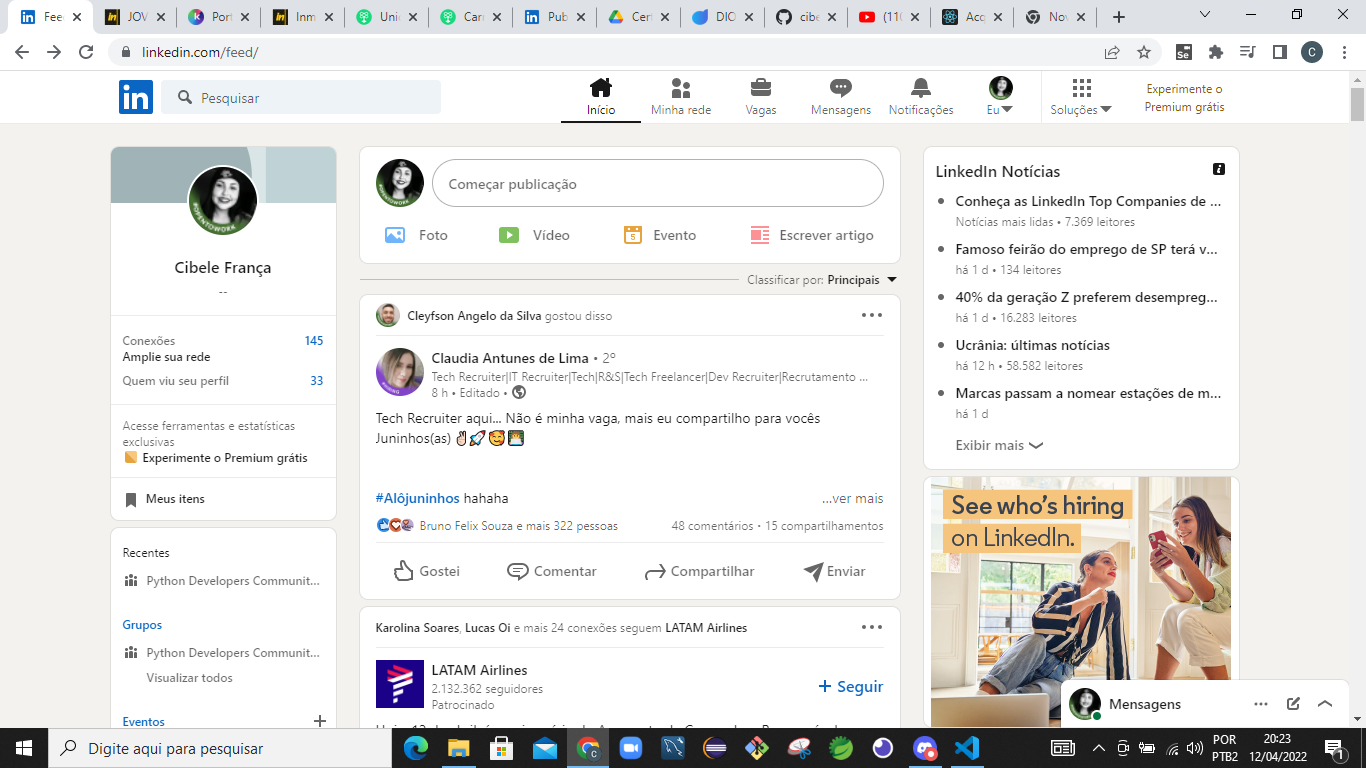 Fee
JOV
Port
Inm
Unic
Carr
Pub
Cert
DIO
cibe
(110
Acq
Nov
linkedin.com/feed/
Se
C
in
Pesquisar
Início
Minha rede
Vagas
Mensagens
Notificações
Eu
Soluções
Experimente o
Premium grátis
#OPENTOWORK
Cibele França
--
Conexões 145
Amplie sua rede
Quem viu seu perfil 33
Acesse ferramentas e estatísticas
exclusivas
Experimente o Premium grátis
Meus itens
Recentes
Python Developers Communit...
Grupos
Python Developers Communit...
Visualizar todos
Eventos
Começar publicação
Foto
Vídeo
5
Evento
Escrever artigo
Classificar por: Principais
Cleyfson Angelo da Silva gostou disso
Claudia Antunes de Lima • 2º
Tech Recruiter|IT Recruiter|Tech|R&S|Tech Freelancer|Dev Recruiter|Recrutamento ...
8 h • Editado •
Tech Recruiter aqui... Não é minha vaga, mais eu compartilho para vocês
Juninhos(as) ✌🏻🚀🥰👨🏻‍💻
#Alôjuninhos hahaha
...ver mais
Bruno Felix Souza e mais 322 pessoas
48 comentários • 15 compartilhamentos
Gostei
Comentar
Compartilhar
Enviar
Karolina Soares, Lucas Oi e mais 24 conexões seguem LATAM Airlines
LATAM Airlines
2.132.362 seguidores
Patrocinado
+ Seguir
LinkedIn Notícias
Conheça as LinkedIn Top Companies de ...
Notícias mais lidas • 7.369 leitores
Famoso feirão do emprego de SP terá v...
há 1 d • 134 leitores
40% da geração Z preferem desempreg...
há 1 d • 16.283 leitores
Ucrânia: últimas notícias
há 12 h • 58.582 leitores
Marcas passam a nomear estações de m...
há 1 d
Exibir mais
See who's hiring
on LinkedIn.
Mensagens
Digite aqui para pesquisar
C
POR
PTB2
20:23
12/04/2022
1